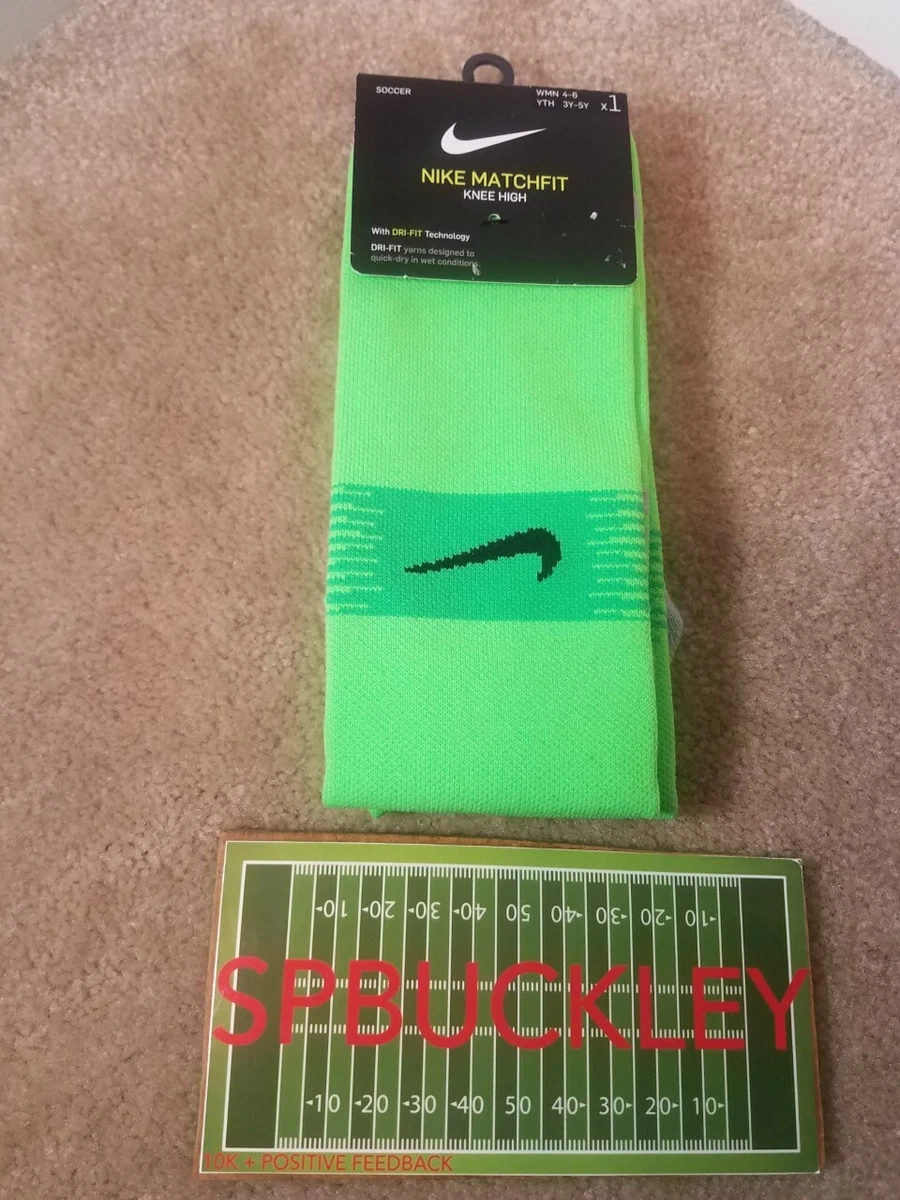 SOCCER
WMN 4-6
YTH 3Y-5Y
x1
NIKE MATCHFIT
KNEE HIGH
With DRI-FIT Technology
DRI-FIT yarns designed to
quick-dry in wet conditions.
10 20 30 40 50 40 30 20 10
SPBUCKLEY
10 20 30 40 50 40 30 20 10
10K + POSITIVE FEEDBACK